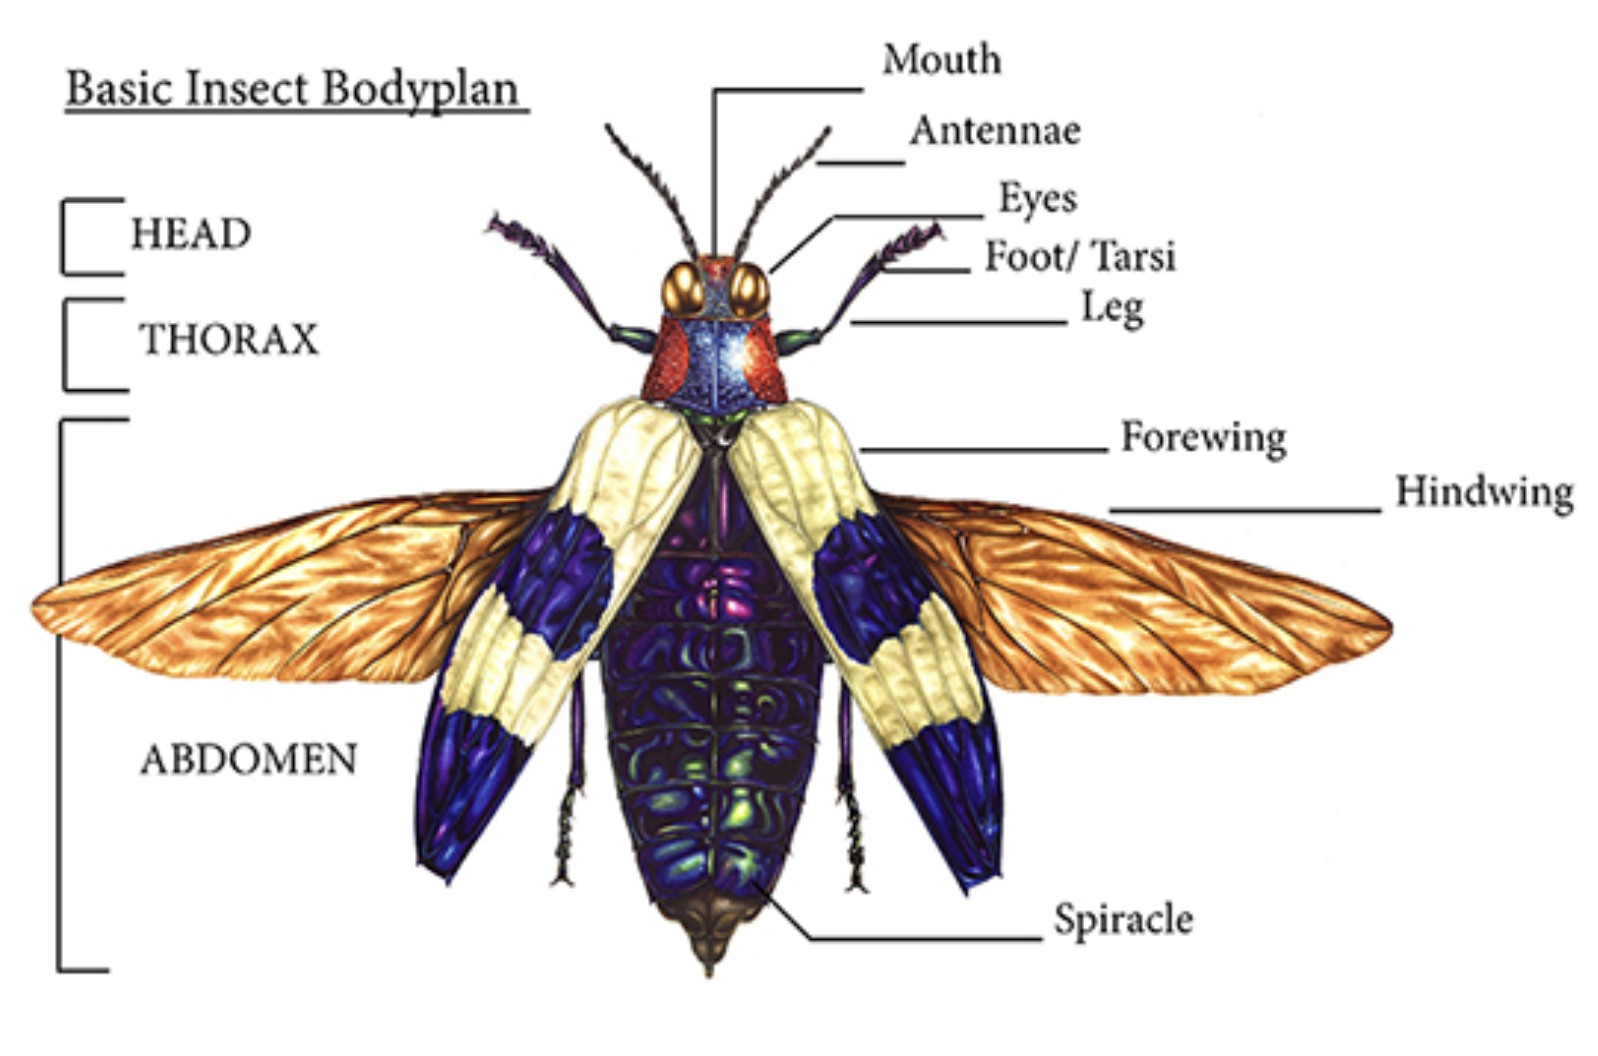 Basic Insect Bodyplan
Mouth
Antennae
Eyes
HEAD
Foot/ Tarsi
Leg
THORAX
Forewing
Hindwing
ABDOMEN
Spiracle